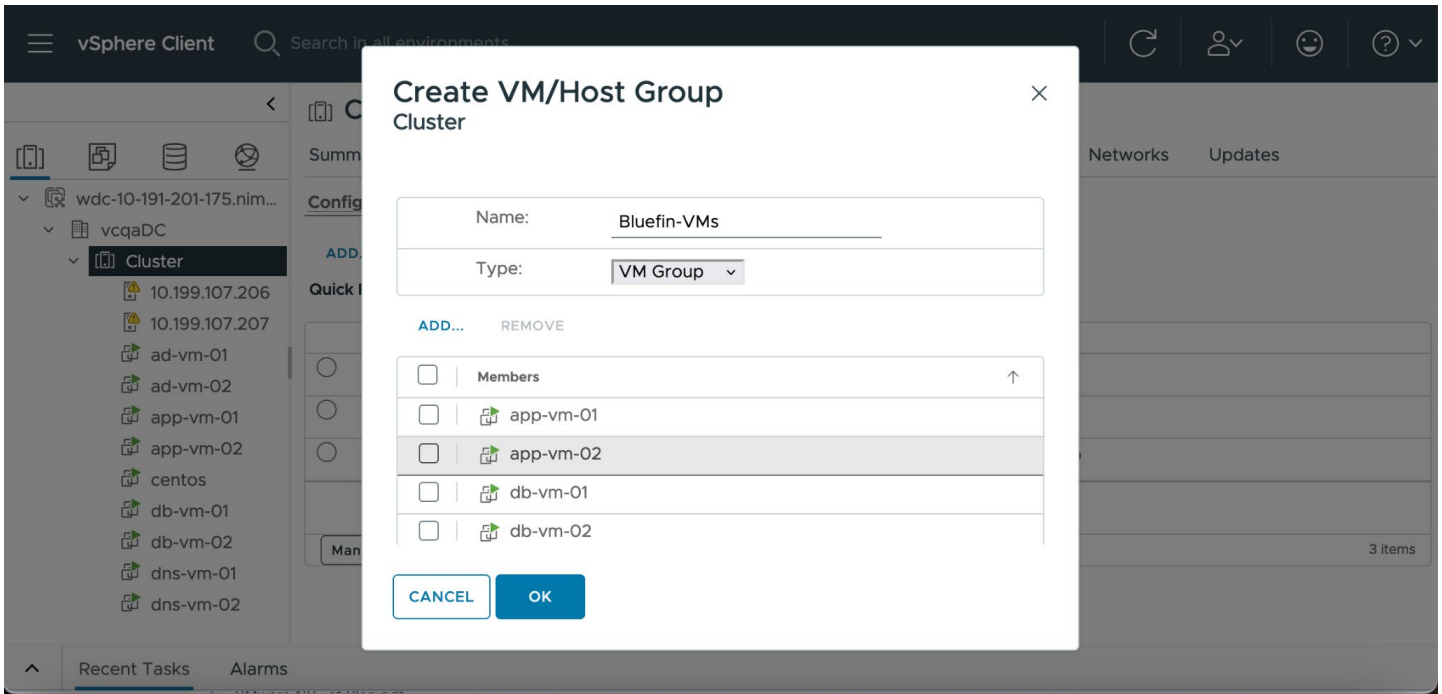 vSphere Client
Search in all environments
Create VM/Host Group
Cluster
C
Summ
Networks
Updates
wdc-10-191-201-175.nim...
vcqaDC
Cluster
10.199.107.206
10.199.107.207
ad-vm-01
ad-vm-02
app-vm-01
app-vm-02
centos
db-vm-01
db-vm-02
dns-vm-01
dns-vm-02
Config
ADD.
Quick
Man
Name:
Bluefin-VMs
Type:
VM Group
ADD...
REMOVE
Members
app-vm-01
app-vm-02
db-vm-01
db-vm-02
CANCEL
OK
3 items
Recent Tasks
Alarms